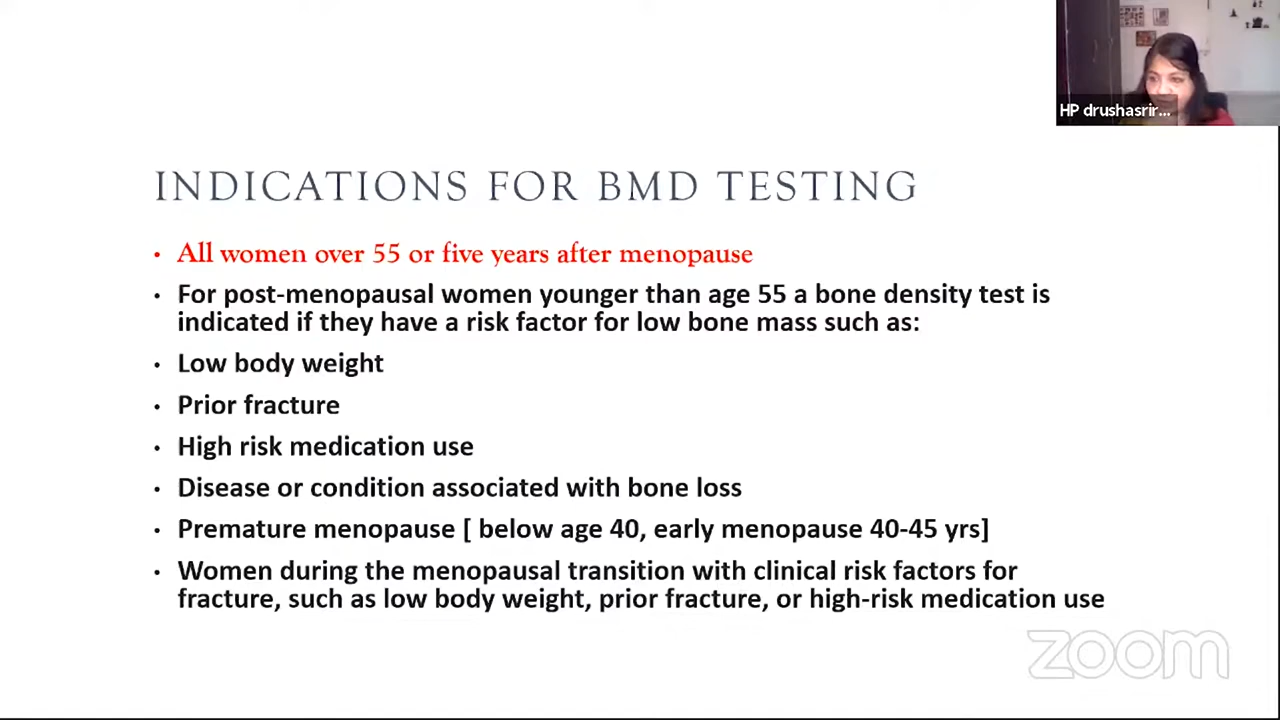 HP drushasrir...
INDICATIONS FOR BMD TESTING
• All women over 55 or five years after menopause
• For post-menopausal women younger than age 55 a bone density test is
indicated if they have a risk factor for low bone mass such as:
• Low body weight
• Prior fracture
• High risk medication use
• Disease or condition associated with bone loss
• Premature menopause [ below age 40, early menopause 40-45 yrs]
• Women during the menopausal transition with clinical risk factors for
fracture, such as low body weight, prior fracture, or high-risk medication use
zoom